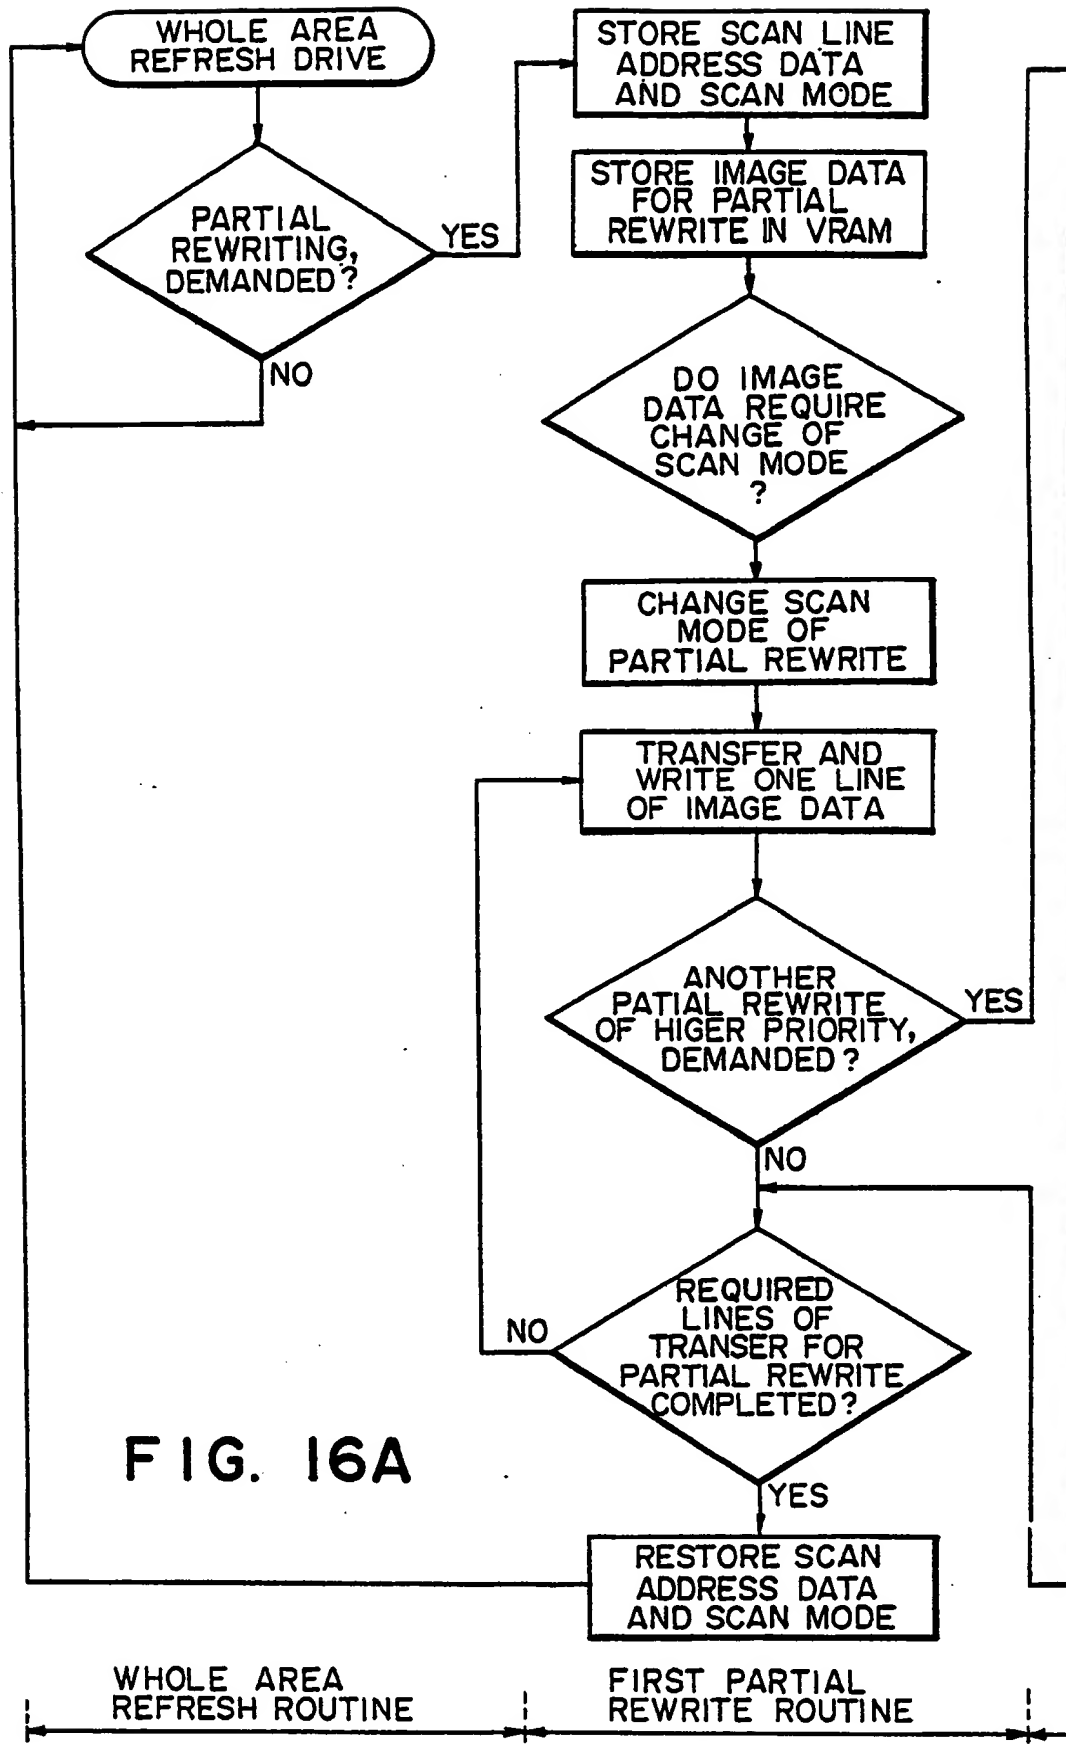 WHOLE AREA
REFRESH DRIVE
PARTIAL
REWRITING,
DEMANDED?
YES
NO
STORE SCAN LINE
ADDRESS DATA
AND SCAN MODE
STORE IMAGE DATA
FOR PARTIAL
REWRITE IN VRAM
DO IMAGE
DATA REQUIRE
CHANGE OF
SCAN MODE
?
CHANGE SCAN
MODE OF
PARTIAL REWRITE
TRANSFER AND
WRITE ONE LINE
OF IMAGE DATA
ANOTHER
PATIAL REWRITE
OF HIGER PRIORITY,
DEMANDED?
YES
NO
REQUIRED
LINES OF
TRANSER FOR
PARTIAL REWRITE
COMPLETED?
NO
YES
RESTORE SCAN
ADDRESS DATA
AND SCAN MODE
FIG. 16A
WHOLE AREA
REFRESH ROUTINE
FIRST PARTIAL
REWRITE ROUTINE